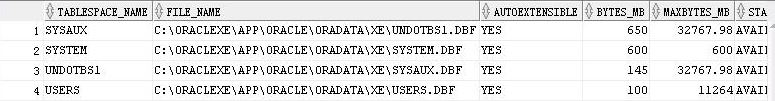 TABLESPACE_NAME FILE_NAME AUTOEXTENSIBLE BYTES_MB MAXBYTES_MB STA
1 SYSAUX C:\ORACLEXE\APP\ORACLE\ORADATA\XE\UNDOTBS1.DBF YES 650 32767.98 AVAI
2 SYSTEM C:\ORACLEXE\APP\ORACLE\ORADATA\XE\SYSTEM.DBF YES 600 600 AVAI
3 UNDOTBS1 C:\ORACLEXE\APP\ORACLE\ORADATA\XE\SYSAUX.DBF YES 145 32767.98 AVAI
4 USERS C:\ORACLEXE\APP\ORACLE\ORADATA\XE\USERS.DBF YES 100 11264 AVAI